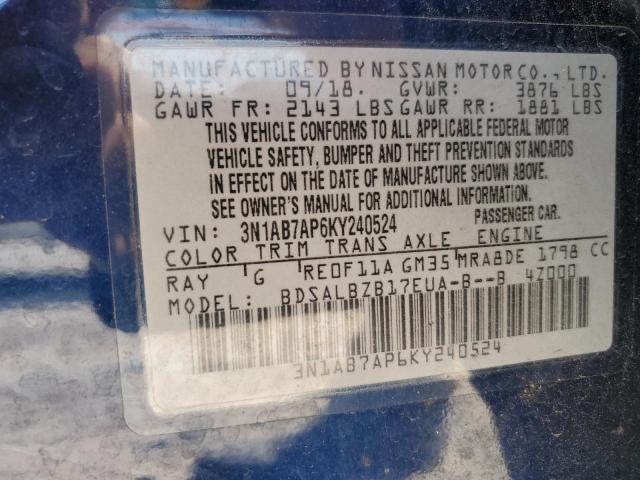 MANUFACTURED BY NISSAN MOTOR CO., LTD.
DATE: 09/18. GVWR: 3876 LBS
GAWR FR: 2143 LBS GAWR RR: 1881 LBS
THIS VEHICLE CONFORMS TO ALL APPLICABLE FEDERAL MOTOR
VEHICLE SAFETY, BUMPER AND THEFT PREVENTION STANDARDS
IN EFFECT ON THE DATE OF MANUFACTURE SHOWN ABOVE.
SEE OWNER'S MANUAL FOR ADDITIONAL INFORMATION.
VIN: 3N1AB7AP6KY240524 PASSENGER CAR.
COLOR TRIM TRANS AXLE ENGINE
RAY G RE0F11A GM35 MRA8DE 1798 CC
MODEL: BDSALBZB17EUA-B--B 4Z000
3N1AB7AP6KY240524